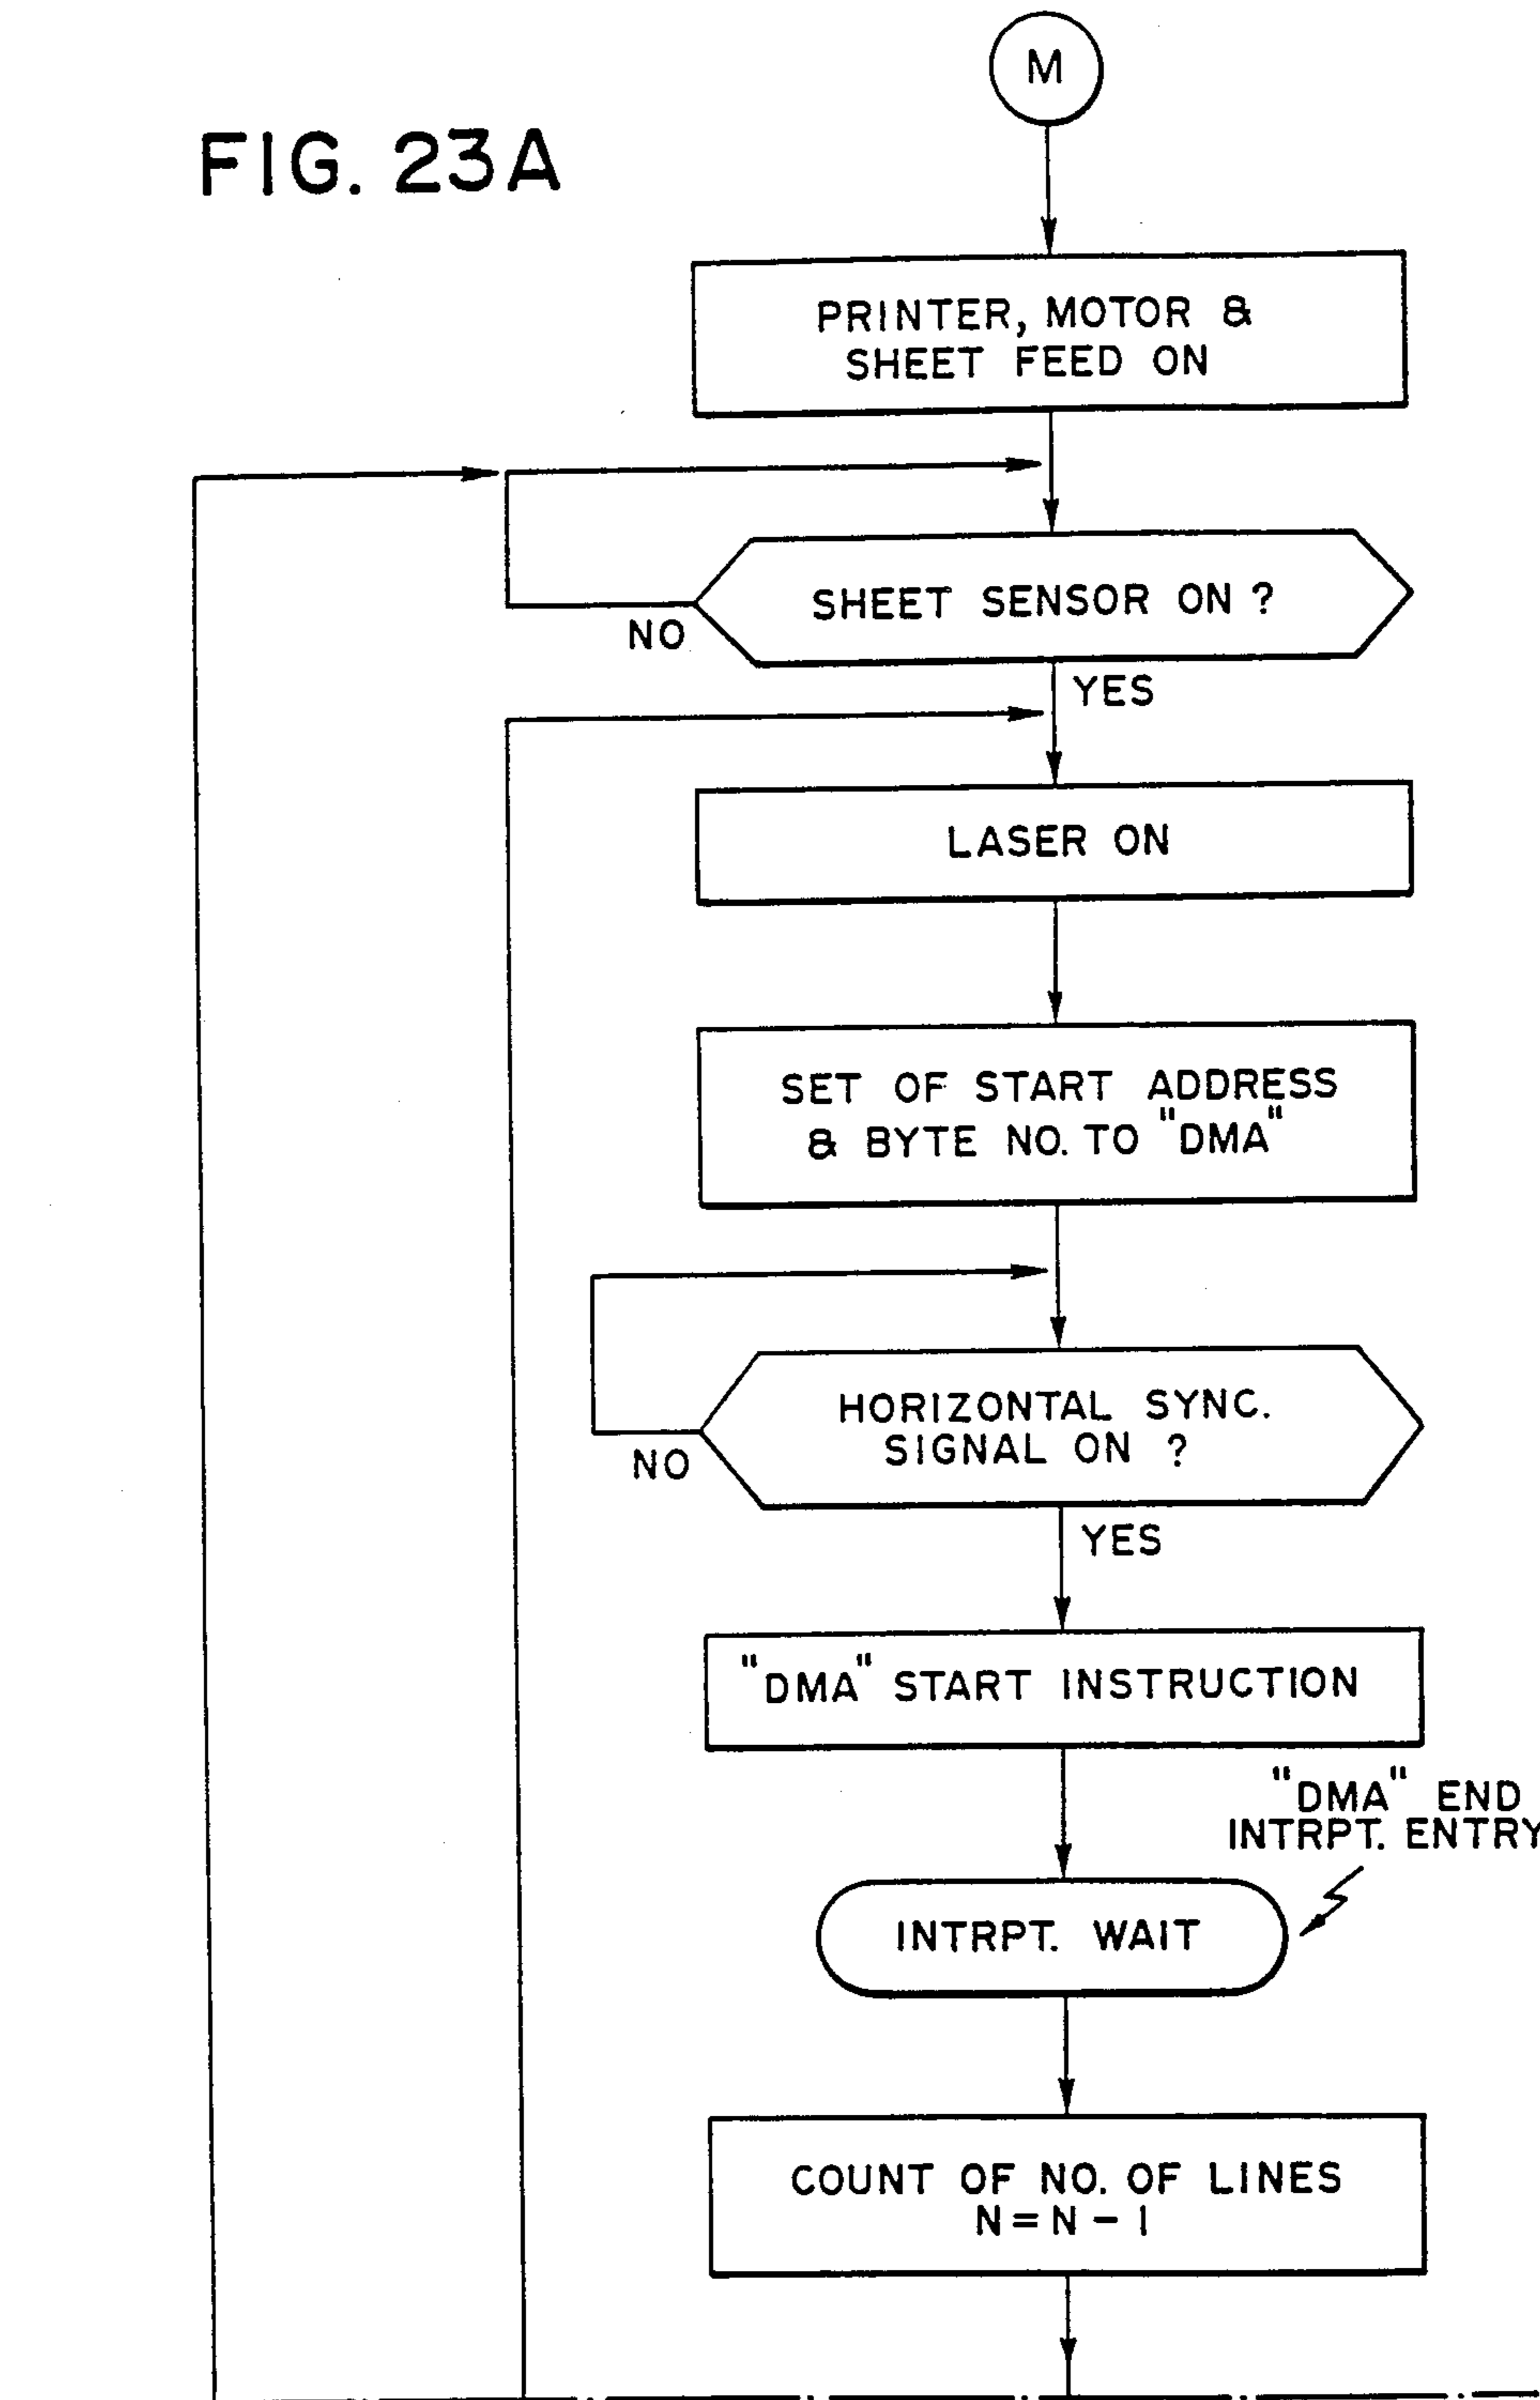 M
FIG. 23A
PRINTER, MOTOR &
SHEET FEED ON
SHEET SENSOR ON ?
NO
YES
LASER ON
SET OF START ADDRESS
& BYTE NO. TO "DMA"
HORIZONTAL SYNC.
SIGNAL ON ?
NO
YES
"DMA" START INSTRUCTION
"DMA" END
INTRPT. ENTRY
INTRPT. WAIT
COUNT OF NO. OF LINES
N = N - 1